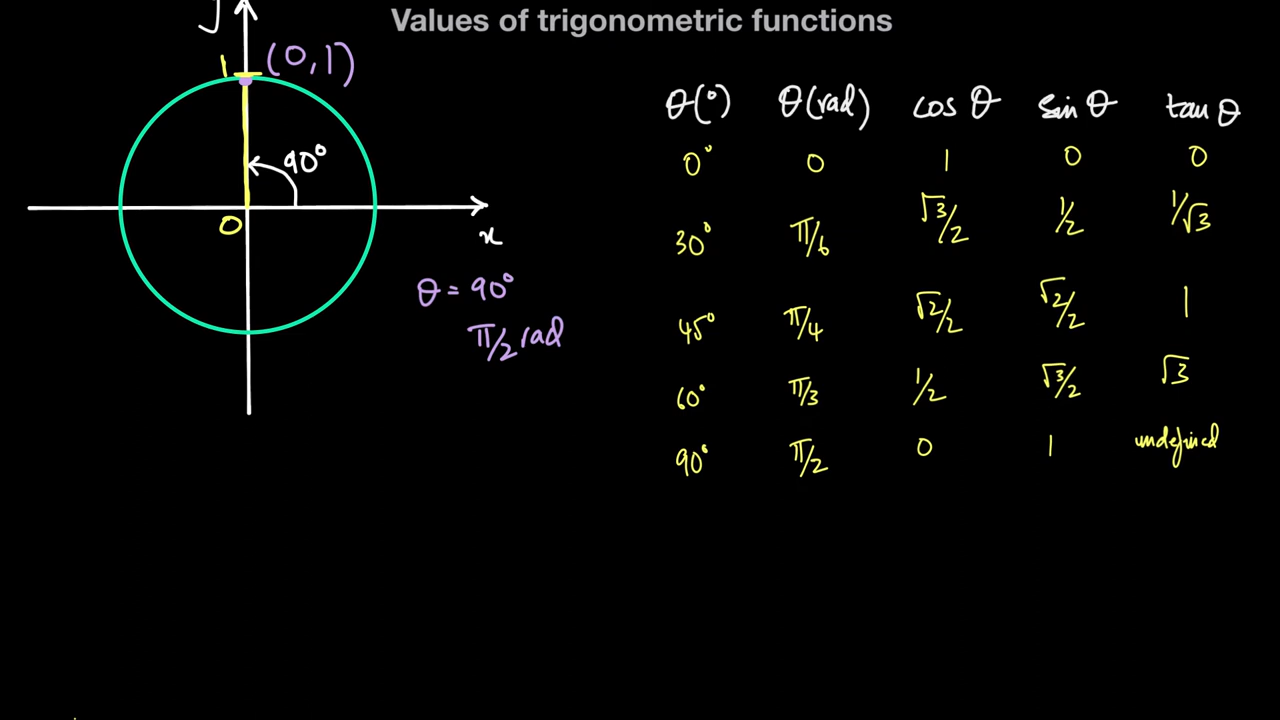 Values of trigonometric functions
y
1 (0,1)
90°
0
x
θ = 90°
π/2 rad
θ(°) θ(rad) cos θ sin θ tan θ
0° 0 1 0 0
30° π/6 √3/2 1/2 1/√3
45° π/4 √2/2 √2/2 1
60° π/3 1/2 √3/2 √3
90° π/2 0 1 undefined